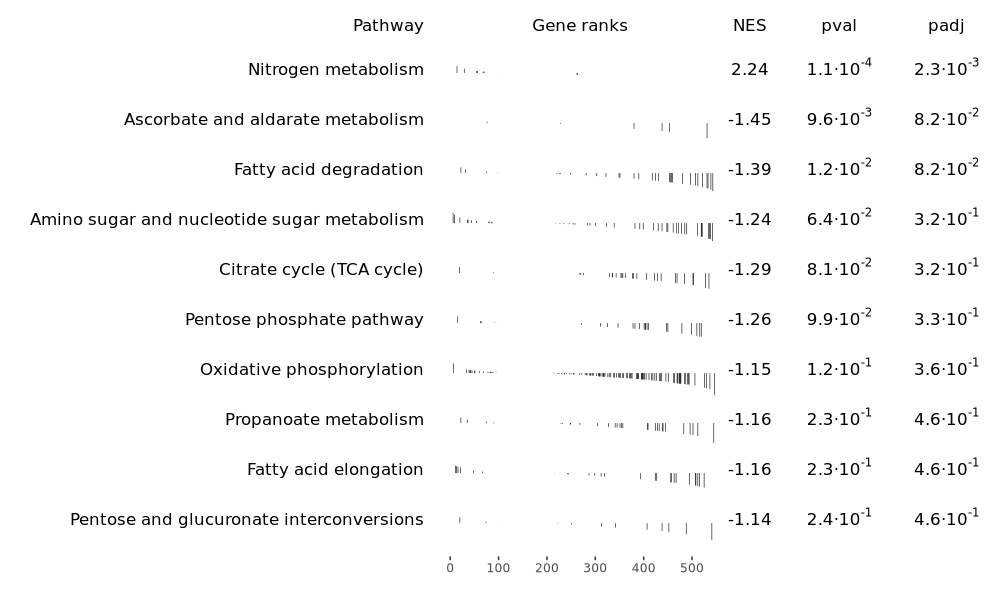 Pathway Gene ranks NES pval padj
Nitrogen metabolism 2.24 1.1·10⁻⁴ 2.3·10⁻³
Ascorbate and aldarate metabolism -1.45 9.6·10⁻³ 8.2·10⁻²
Fatty acid degradation -1.39 1.2·10⁻² 8.2·10⁻²
Amino sugar and nucleotide sugar metabolism -1.24 6.4·10⁻² 3.2·10⁻¹
Citrate cycle (TCA cycle) -1.29 8.1·10⁻² 3.2·10⁻¹
Pentose phosphate pathway -1.26 9.9·10⁻² 3.3·10⁻¹
Oxidative phosphorylation -1.15 1.2·10⁻¹ 3.6·10⁻¹
Propanoate metabolism -1.16 2.3·10⁻¹ 4.6·10⁻¹
Fatty acid elongation -1.16 2.3·10⁻¹ 4.6·10⁻¹
Pentose and glucuronate interconversions -1.14 2.4·10⁻¹ 4.6·10⁻¹
0 100 200 300 400 500